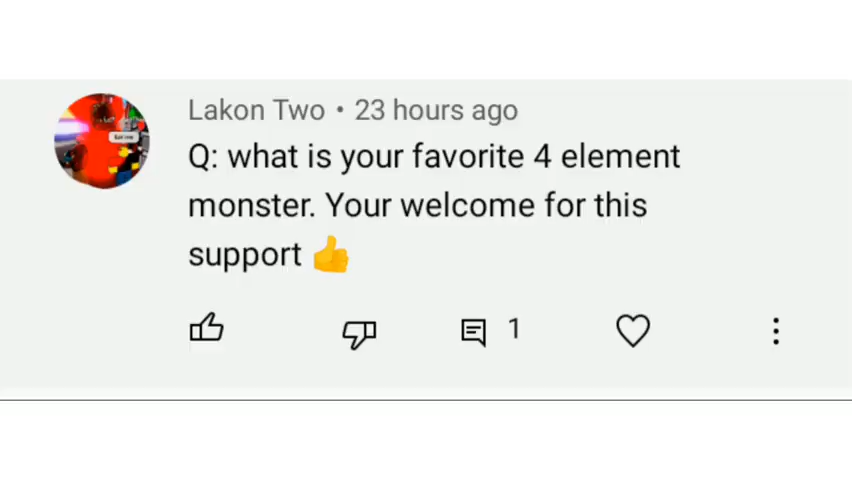 Lakon Two • 23 hours ago
Q: what is your favorite 4 element
monster. Your welcome for this
support 👍
1